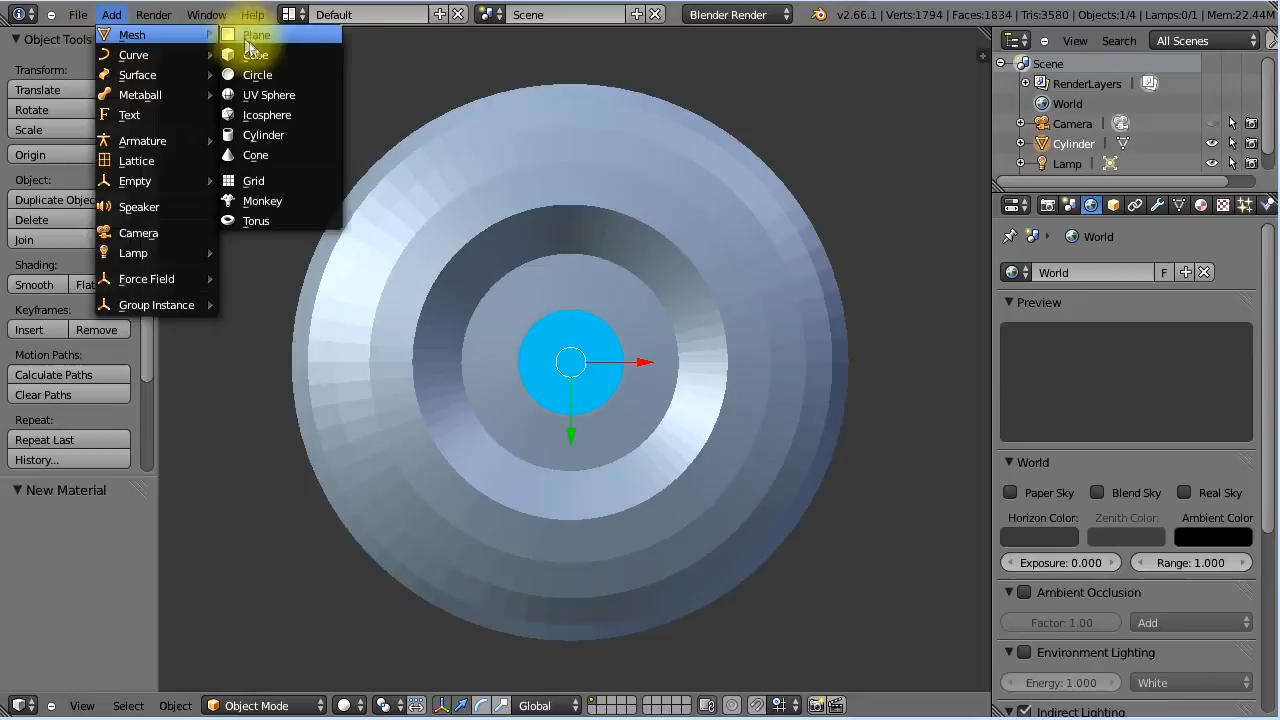 File Add Render Window Help Default Scene Blender Render v2.66.1 | Verts:1794 | Faces:1834 | Tris:3580 | Objects:1/4 | Lamps:0/1 | Mem:22.44M
Object Tools
Transform:
Translate
Rotate
Scale
Origin
Object:
Duplicate Objec
Delete
Join
Shading:
Smooth Flat
Keyframes:
Insert Remove
Motion Paths:
Calculate Paths
Clear Paths
Repeat:
Repeat Last
History...
New Material
Mesh
Curve
Surface
Metaball
Text
Armature
Lattice
Empty
Speaker
Camera
Lamp
Force Field
Group Instance
Plane
Cube
Circle
UV Sphere
Icosphere
Cylinder
Cone
Grid
Monkey
Torus
View Search All Scenes
Scene
RenderLayers
World
Camera
Cylinder
Lamp
World
World F
Preview
World
Paper Sky Blend Sky Real Sky
Horizon Color: Zenith Color: Ambient Color
Exposure: 0.000 Range: 1.000
Ambient Occlusion
Factor: 1.00 Add
Environment Lighting
Energy: 1.000 White
Indirect Lighting
View Select Object Object Mode Global